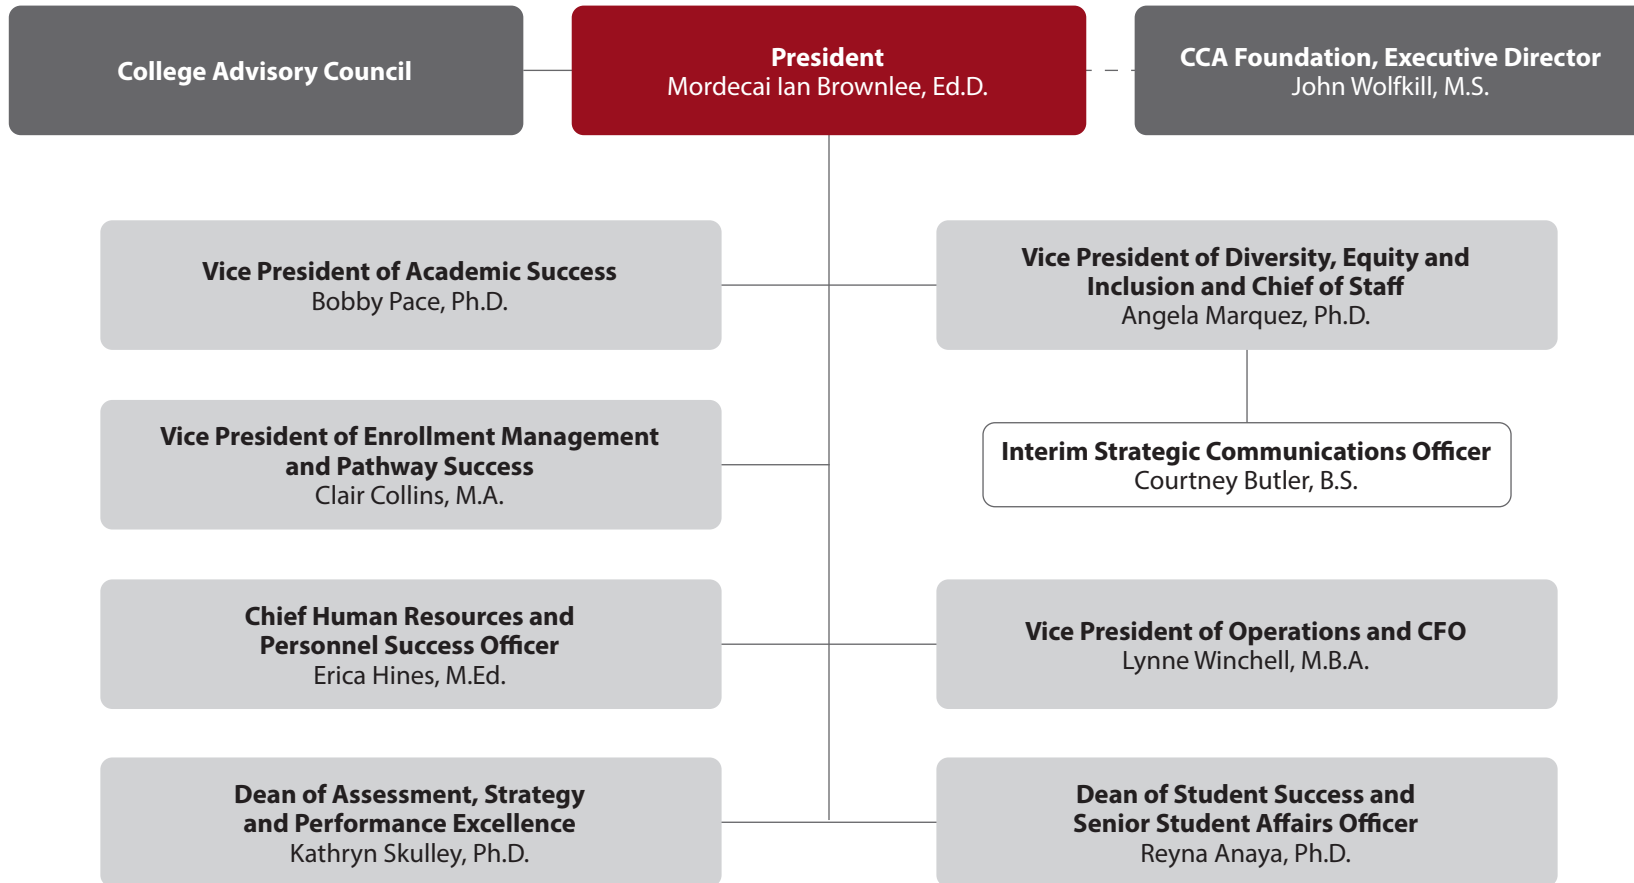 College Advisory Council
President
Mordecai Ian Brownlee, Ed.D.
CCA Foundation, Executive Director
John Wolfkill, M.S.
Vice President of Academic Success
Bobby Pace, Ph.D.
Vice President of Diversity, Equity and
Inclusion and Chief of Staff
Angela Marquez, Ph.D.
Vice President of Enrollment Management
and Pathway Success
Clair Collins, M.A.
Interim Strategic Communications Officer
Courtney Butler, B.S.
Chief Human Resources and
Personnel Success Officer
Erica Hines, M.Ed.
Vice President of Operations and CFO
Lynne Winchell, M.B.A.
Dean of Assessment, Strategy
and Performance Excellence
Kathryn Skulley, Ph.D.
Dean of Student Success and
Senior Student Affairs Officer
Reyna Anaya, Ph.D.